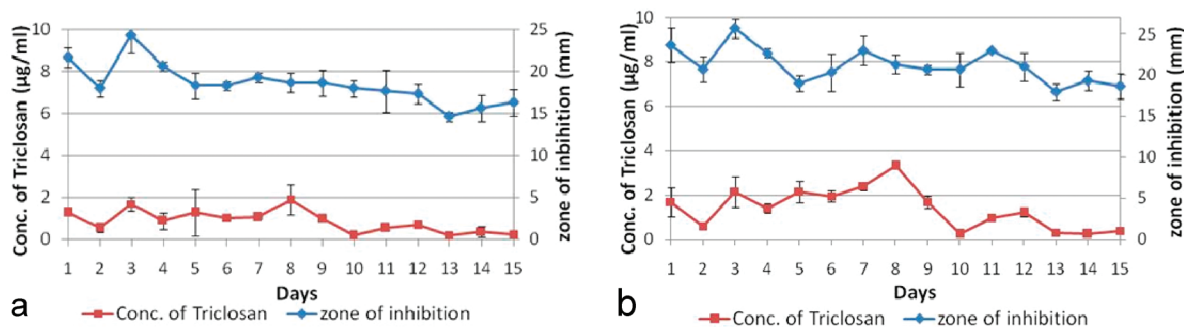 Conc. of Triclosan (µg/ml)
10
8
6
4
2
0
25
20
15
10
5
0
zone of inbihition (mm)
1 2 3 4 5 6 7 8 9 10 11 12 13 14 15
Days
a
Conc. of Triclosan
zone of inhibition
Conc. of Triclosan (µg/ml)
10
8
6
4
2
0
25
20
15
10
5
0
zone of inhibition (mm)
1 2 3 4 5 6 7 8 9 10 11 12 13 14 15
Days
b
Conc. of Triclosan
zone of inhibition